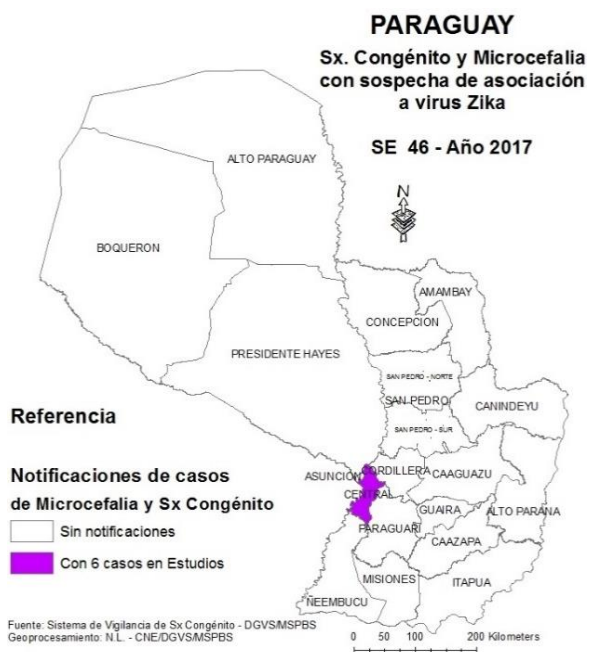 PARAGUAY
Sx. Congénito y Microcefalia
con sospecha de asociación
a virus Zika
SE 46 - Año 2017
N
ALTO PARAGUAY
BOQUERON
AMAMBAY
CONCEPCION
PRESIDENTE HAYES
SAN PEDRO - NORTE
SAN PEDRO
CANINDEYU
SAN PEDRO - SUR
ASUNCIÓN
CORDILLERA
CAAGUAZU
CENTRAL
GUAIRA
ALTO PARANA
PARAGUARI
CAAZAPA
MISIONES
ITAPUA
ÑEEMBUCU
Referencia
Notificaciones de casos
de Microcefalia y Sx Congénito
Sin notificaciones
Con 6 casos en Estudios
Fuente: Sistema de Vigilancia de Sx Congénito - DGVS/MSPBS
Geoprocesamiento: N.L. - CNE/DGVS/MSPBS
0 50 100 200 Kilometers